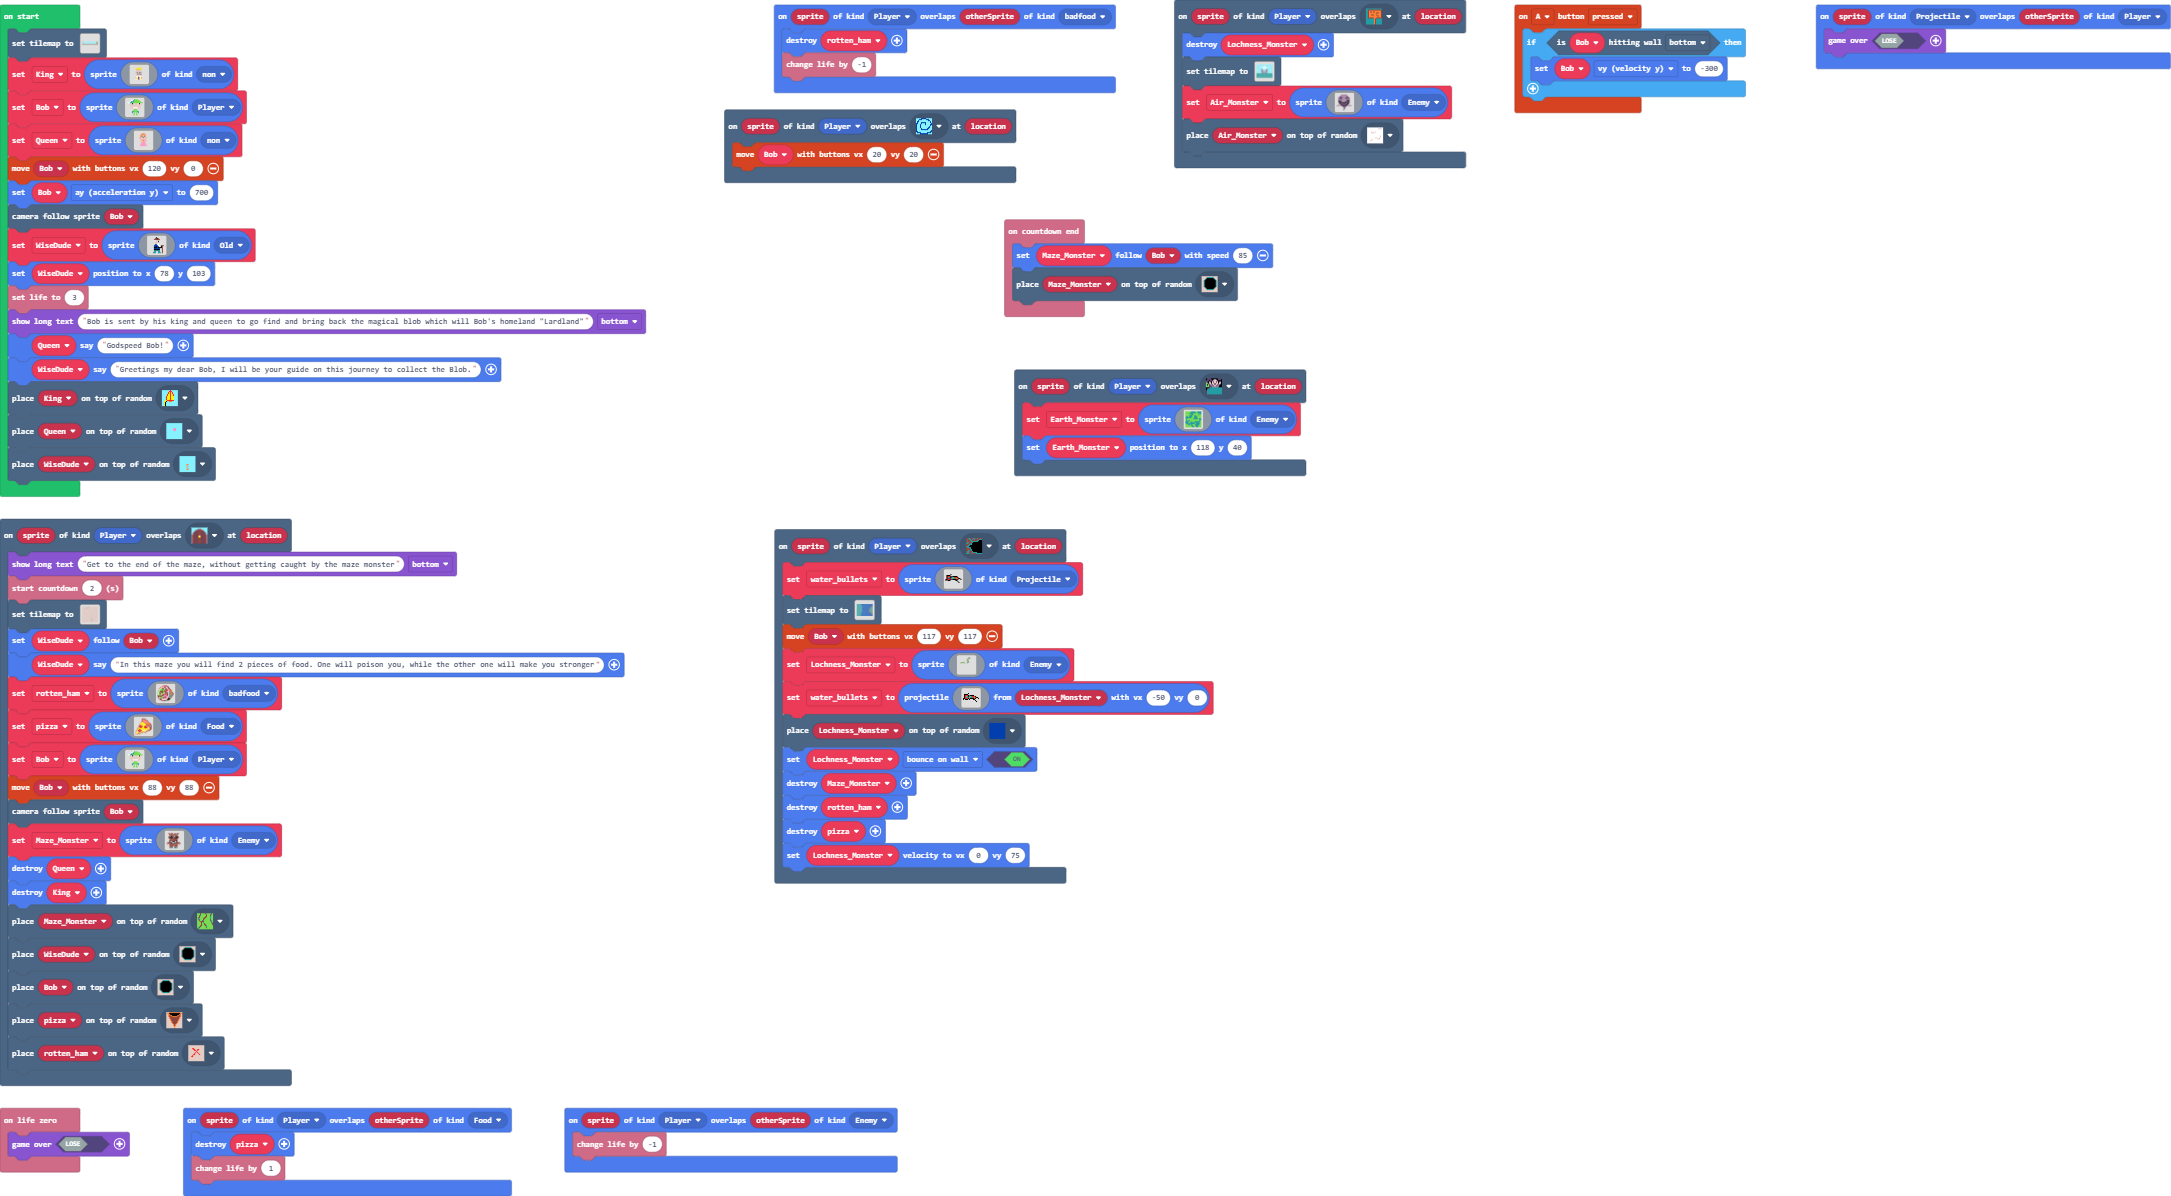 on start
set tilemap to
set King to sprite of kind non
set Bob to sprite of kind Player
set Queen to sprite of kind non
move Bob with buttons vx 120 vy 0
set Bob ay (acceleration y) to 700
camera follow sprite Bob
set WiseDude to sprite of kind Old
set WiseDude position to x 78 y 103
set life to 3
show long text "Bob is sent by his king and queen to go find and bring back the magical blob which will Bob's homeland "Lardland"" bottom
Queen say "Godspeed Bob!"
WiseDude say "Greetings my dear Bob, I will be your guide on this journey to collect the Blob."
place King on top of random
place Queen on top of random
place WiseDude on top of random
on sprite of kind Player overlaps otherSprite of kind badfood
destroy rotten_ham
change life by -1
on sprite of kind Player overlaps at location
move Bob with buttons vx 20 vy 20
on sprite of kind Player overlaps at location
destroy Lochness_Monster
set tilemap to
set Air_Monster to sprite of kind Enemy
place Air_Monster on top of random
on A button pressed
if is Bob hitting wall bottom then
set Bob vy (velocity y) to -300
on sprite of kind Projectile overlaps otherSprite of kind Player
game over LOSE
on countdown end
set Maze_Monster follow Bob with speed 85
place Maze_Monster on top of random
on sprite of kind Player overlaps at location
set Earth_Monster to sprite of kind Enemy
set Earth_Monster position to x 118 y 40
on sprite of kind Player overlaps at location
show long text "Get to the end of the maze, without getting caught by the maze monster" bottom
start countdown 2 (s)
set tilemap to
set WiseDude follow Bob
WiseDude say "In this maze you will find 2 pieces of food. One will poison you, while the other one will make you stronger"
set rotten_ham to sprite of kind badfood
set pizza to sprite of kind Food
set Bob to sprite of kind Player
move Bob with buttons vx 88 vy 88
camera follow sprite Bob
set Maze_Monster to sprite of kind Enemy
destroy Queen
destroy King
place Maze_Monster on top of random
place WiseDude on top of random
place Bob on top of random
place pizza on top of random
place rotten_ham on top of random
on sprite of kind Player overlaps at location
set water_bullets to sprite of kind Projectile
set tilemap to
move Bob with buttons vx 117 vy 117
set Lochness_Monster to sprite of kind Enemy
set water_bullets to projectile from Lochness_Monster with vx -50 vy 0
place Lochness_Monster on top of random
set Lochness_Monster bounce on wall ON
destroy Maze_Monster
destroy rotten_ham
destroy pizza
set Lochness_Monster velocity to vx 0 vy 75
on life zero
game over LOSE
on sprite of kind Player overlaps otherSprite of kind Food
destroy pizza
change life by 1
on sprite of kind Player overlaps otherSprite of kind Enemy
change life by -1